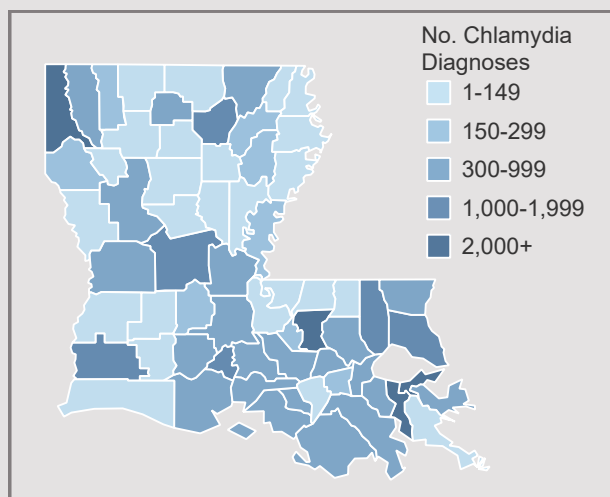 No. Chlamydia
Diagnoses
1-149
150-299
300-999
1,000-1,999
2,000+